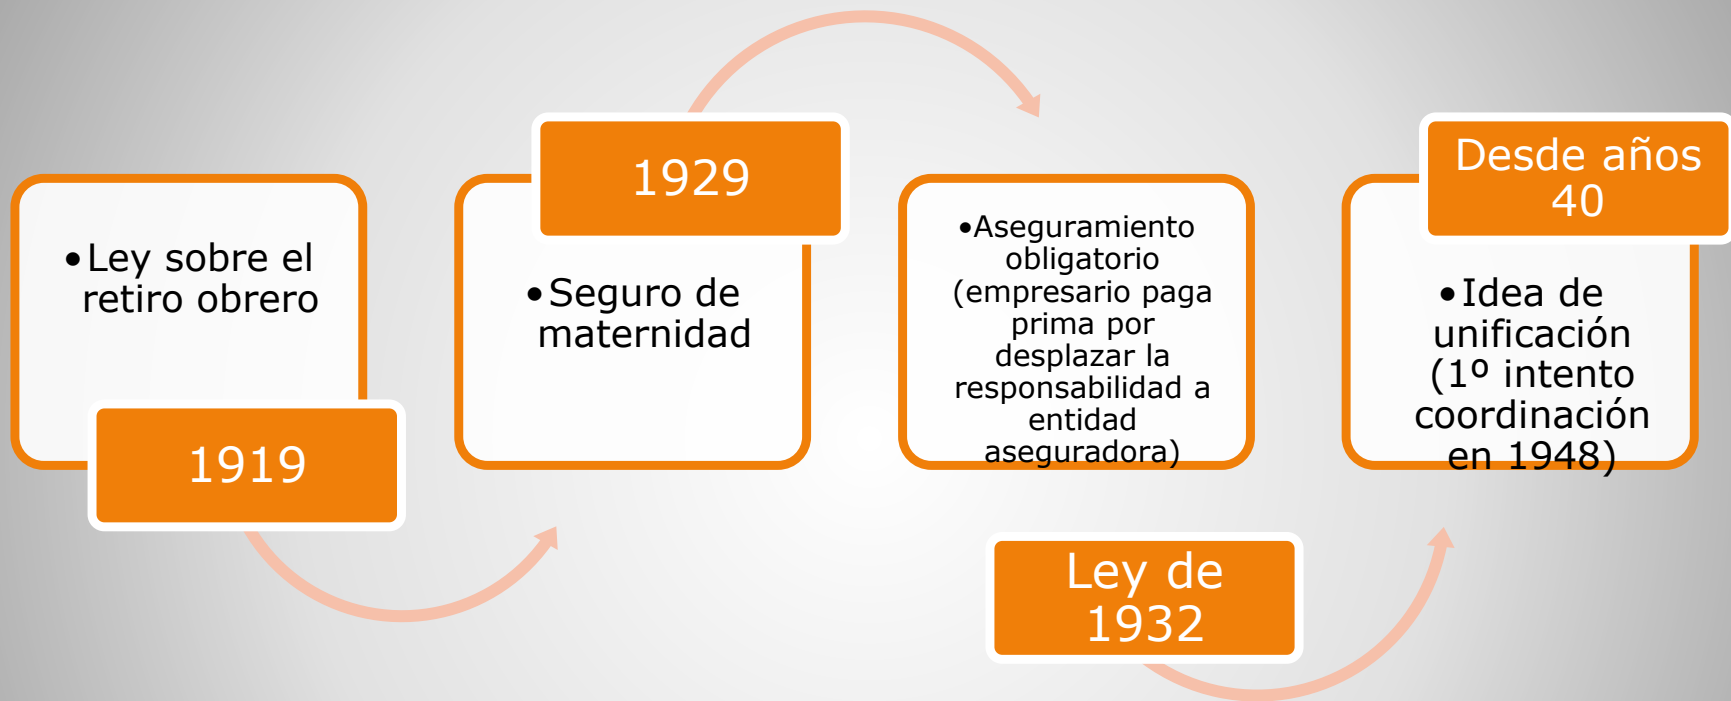 •Ley sobre el
retiro obrero
1919
1929
•Seguro de
maternidad
•Aseguramiento
obligatorio
(empresario paga
prima por
desplazar la
responsabilidad a
entidad
aseguradora)
Ley de
1932
Desde años
40
•Idea de
unificación
(1º intento
coordinación
en 1948)